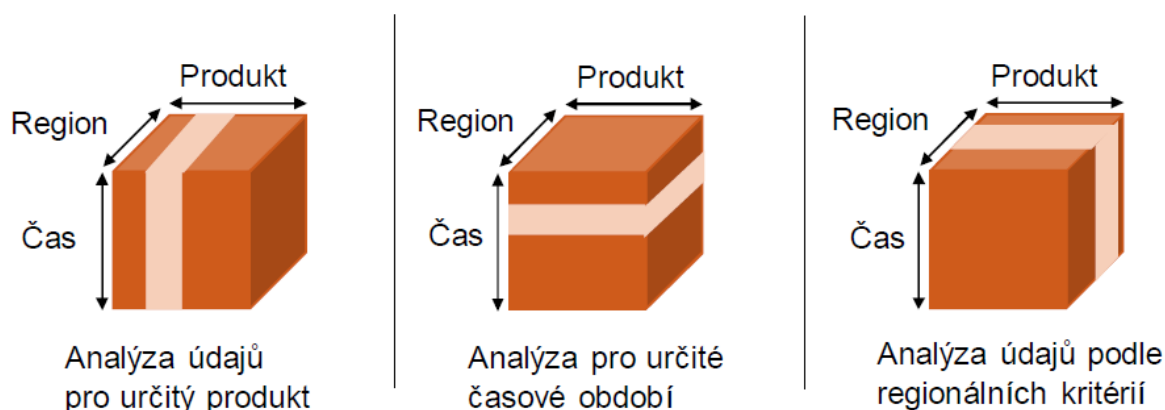 Produkt
Region
Čas
Analýza údajů
pro určitý produkt
Produkt
Region
Čas
Analýza pro určité
časové období
Produkt
Region
Čas
Analýza údajů podle
regionálních kritérií